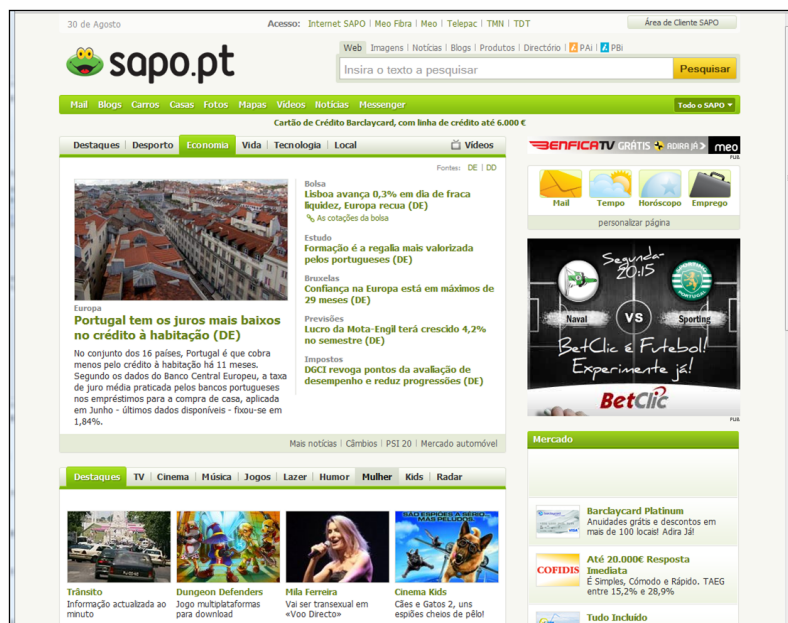 30 de Agosto
Acesso: Internet SAPO | Meo Fibra | Meo | Telepac | TMN | TDT
Área de Cliente SAPO
sapo.pt
Web Imagens | Notícias | Blogs | Produtos | Directório | PAi | PBi
Insira o texto a pesquisar
Pesquisar
Mail Blogs Carros Casas Fotos Mapas Vídeos Notícias Messenger
Todo o SAPO
Cartão de Crédito Barclaycard, com linha de crédito até 6.000 €
Destaques | Desporto Economia Vida | Tecnologia | Local
Vídeos
Fontes: DE | DD
Europa
Portugal tem os juros mais baixos
no crédito à habitação (DE)
No conjunto dos 16 países, Portugal é que cobra
menos pelo crédito à habitação há 11 meses.
Segundo os dados do Banco Central Europeu, a taxa
de juro média praticada pelos bancos portugueses
nos empréstimos para a compra de casa, aplicada
em Junho - últimos dados disponíveis - fixou-se em
1,84%.
Bolsa
Lisboa avança 0,3% em dia de fraca
liquidez, Europa recua (DE)
As cotações da bolsa
Estudo
Formação é a regalia mais valorizada
pelos portugueses (DE)
Bruxelas
Confiança na Europa está em máximos de
29 meses (DE)
Previsões
Lucro da Mota-Engil terá crescido 4,2%
no semestre (DE)
Impostos
DGCI revoga pontos da avaliação de
desempenho e reduz progressões (DE)
Mais notícias | Câmbios | PSI 20 | Mercado automóvel
BENFICA TV GRÁTIS ADIRA JÁ > meo
PUB
Mail Tempo Horóscopo Emprego
personalizar página
Segunda-
20:15
Naval VS Sporting
BetClic é Futebol!
Experimente já!
BetClic
PUB
Mercado
Barclaycard Platinum
Anuidades grátis e descontos em
mais de 100 locais! Adira Já!
COFIDIS
Até 20.000€ Resposta
Imediata
É Simples, Cómodo e Rápido. TAEG
entre 15,2% e 28,9%
Tudo Incluído
Destaques TV | Cinema | Música | Jogos | Lazer | Humor Mulher Kids | Radar
SÃO ESPIÕES A SÉRIO...
MAS PELUDOS.
Trânsito
Informação actualizada ao
minuto
Dungeon Defenders
Jogo multiplataformas
para download
Mila Ferreira
Vai ser transexual em
«Voo Directo»
Cinema Kids
Cães e Gatos 2, uns
espiões cheios de pêlo!